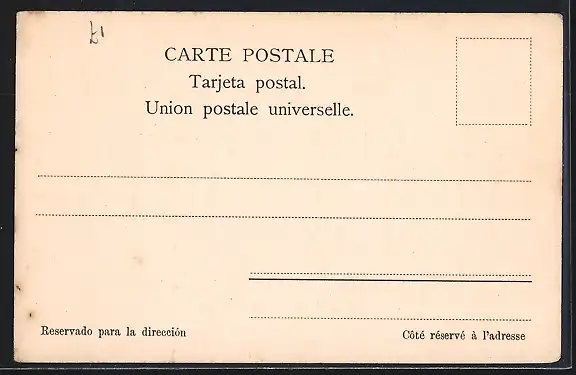 CARTE POSTALE
Tarjeta postal.
Union postale universelle.
Reservado para la dirección
Côté réservé à l'adresse